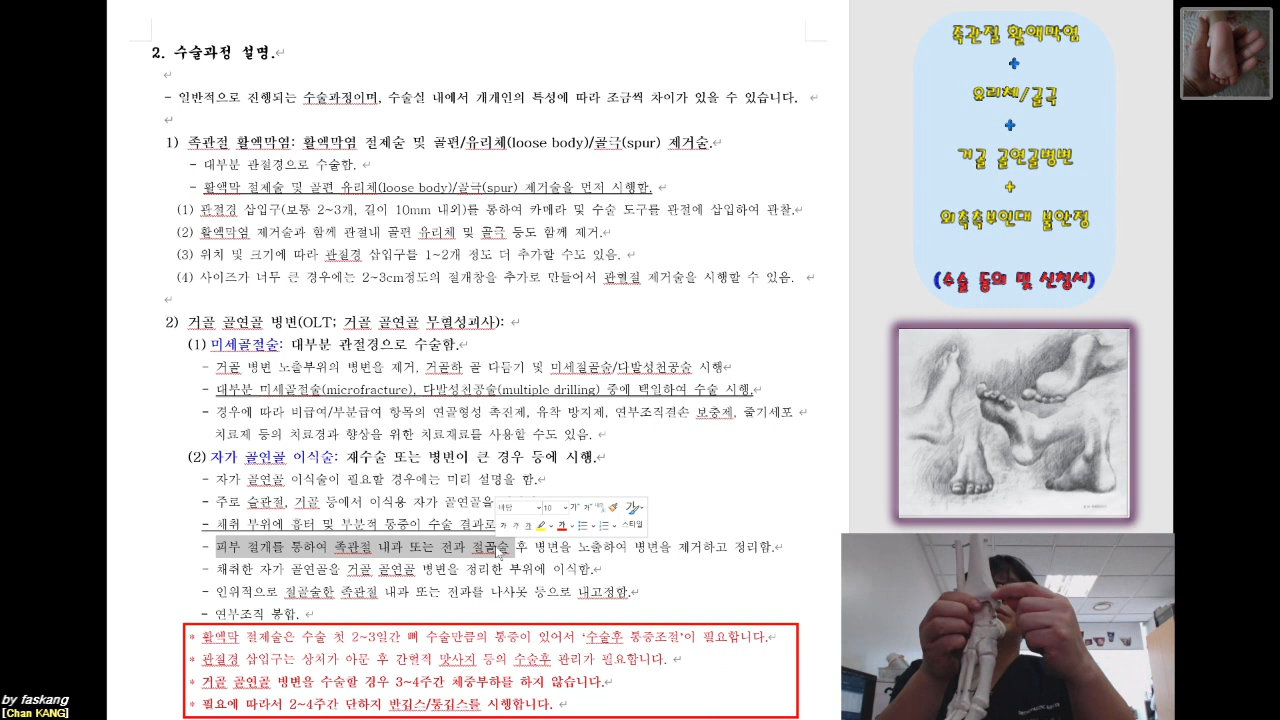 2. 수술과정 설명.
- 일반적으로 진행되는 수술과정이며, 수술실 내에서 개개인의 특성에 따라 조금씩 차이가 있을 수 있습니다.
1) 족관절 활액막염: 활액막염 절제술 및 골편/유리체(loose body)/골극(spur) 제거술.
- 대부분 관절경으로 수술함.
- 활액막 절제술 및 골편 유리체(loose body)/골극(spur) 제거술을 먼저 시행함.
(1) 관절경 삽입구(보통 2~3개, 길이 10mm 내외)를 통하여 카메라 및 수술 도구를 관절에 삽입하여 관찰.
(2) 활액막염 제거술과 함께 관절내 골편 유리체 및 골극 등도 함께 제거.
(3) 위치 및 크기에 따라 관절경 삽입구를 1~2개 정도 더 추가할 수도 있음.
(4) 사이즈가 너무 큰 경우에는 2~3cm정도의 절개창을 추가로 만들어서 관혈절 제거술을 시행할 수 있음.
2) 거골 골연골 병변(OLT; 거골 골연골 무혈성괴사):
(1) 미세골절술: 대부분 관절경으로 수술함.
- 거골 병변 노출부위의 병변을 제거, 거골하 골 다듬기 및 미세절골술/다발성천공술 시행
- 대부분 미세골절술(microfracture), 다발성천공술(multiple drilling) 중에 택일하여 수술 시행.
- 경우에 따라 비급여/부분급여 항목의 연골형성 촉진제, 유착 방지제, 연부조직결손 보충제, 줄기세포
치료제 등의 치료경과 향상을 위한 치료재료를 사용할 수도 있음.
(2) 자가 골연골 이식술: 재수술 또는 병변이 큰 경우 등에 시행.
- 자가 골연골 이식술이 필요할 경우에는 미리 설명을 함.
- 주로 슬관절, 거골 등에서 이식용 자가 골연골을
바탕 10 가 가
- 채취 부위에 흉터 및 부분적 통증이 수술 결과로
가 가 가 가 스타일
- 피부 절개를 통하여 족관절 내과 또는 전과 절골술 후 병변을 노출하여 병변을 제거하고 정리함.
- 채취한 자가 골연골을 거골 골연골 병변을 정리한 부위에 이식함.
- 인위적으로 절골술한 족관절 내과 또는 전과를 나사못 등으로 내고정함.
- 연부조직 봉합.
* 활액막 절제술은 수술 첫 2~3일간 뼈 수술만큼의 통증이 있어서 '수술후 통증조절'이 필요합니다.
* 관절경 삽입구는 상처가 아문 후 간헐적 맛사지 등의 수술후 관리가 필요합니다.
* 거골 골연골 병변을 수술할 경우 3~4주간 체중부하를 하지 않습니다.
* 필요에 따라서 2~4주간 단하지 반깁스/통깁스를 시행합니다.
족관절 활액막염
+
유리체/골극
+
거골 골연골병변
+
외측측부인대 불안정
(수술 동의 및 신청서)
by faskang
[Chan KANG]